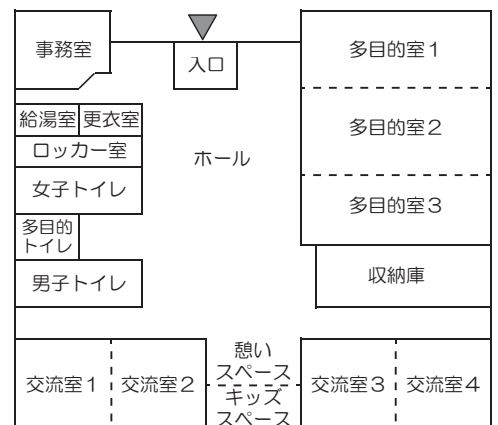 事務室
入口
多目的室1
給湯室
更衣室
多目的室2
ロッカー室
ホール
女子トイレ
多目的室3
多目的
トイレ
男子トイレ
収納庫
憩い
スペース
交流室1
交流室2
交流室3
交流室4
キッズ
スペース